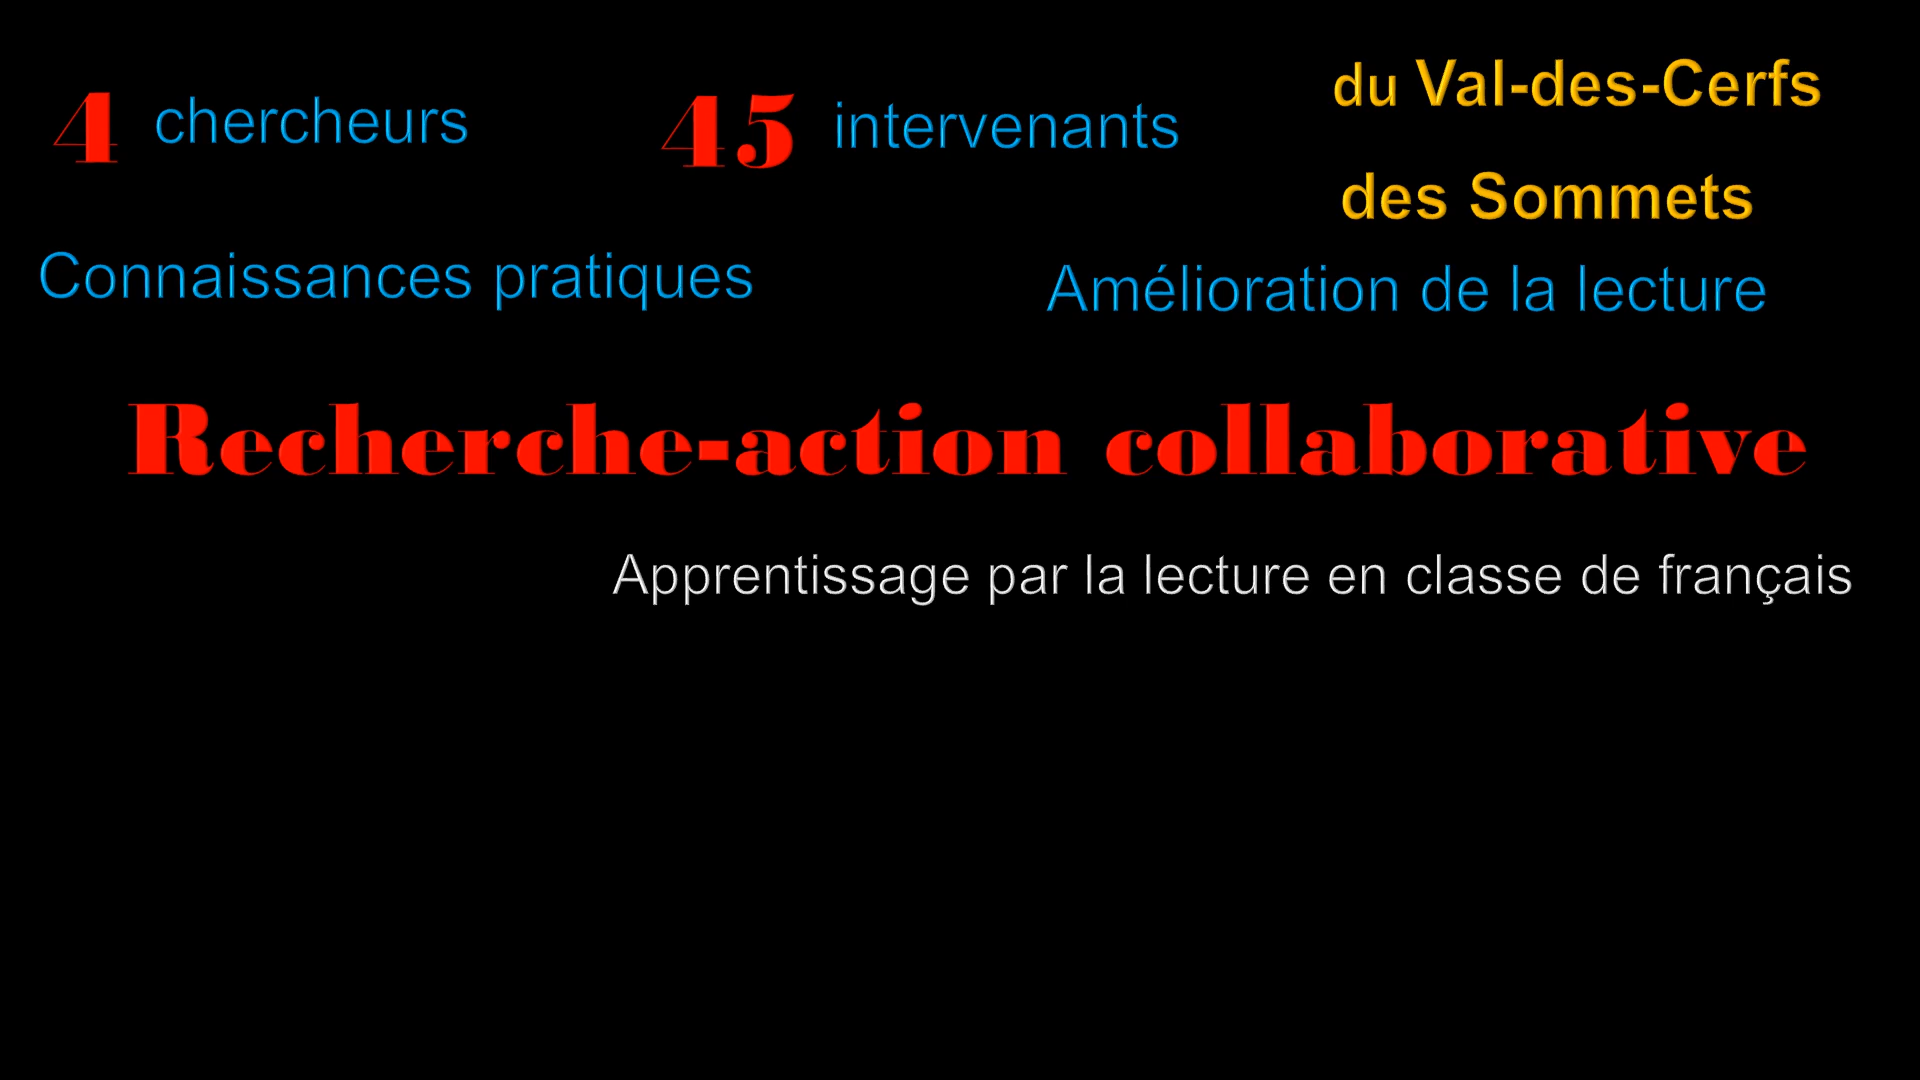 4 chercheurs
45 intervenants
du Val-des-Cerfs
des Sommets
Connaissances pratiques
Amélioration de la lecture
Recherche-action collaborative
Apprentissage par la lecture en classe de français